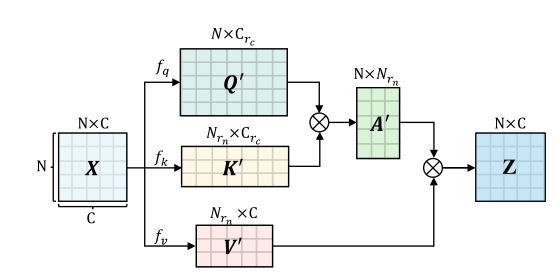 N×C_{r_c}
f_q
Q′
N×N_{r_n}
N×C
N_{r_n}×C_{r_c}
A′
N×C
N
X
f_k
K′
Z
C
N_{r_n}×C
f_v
V′